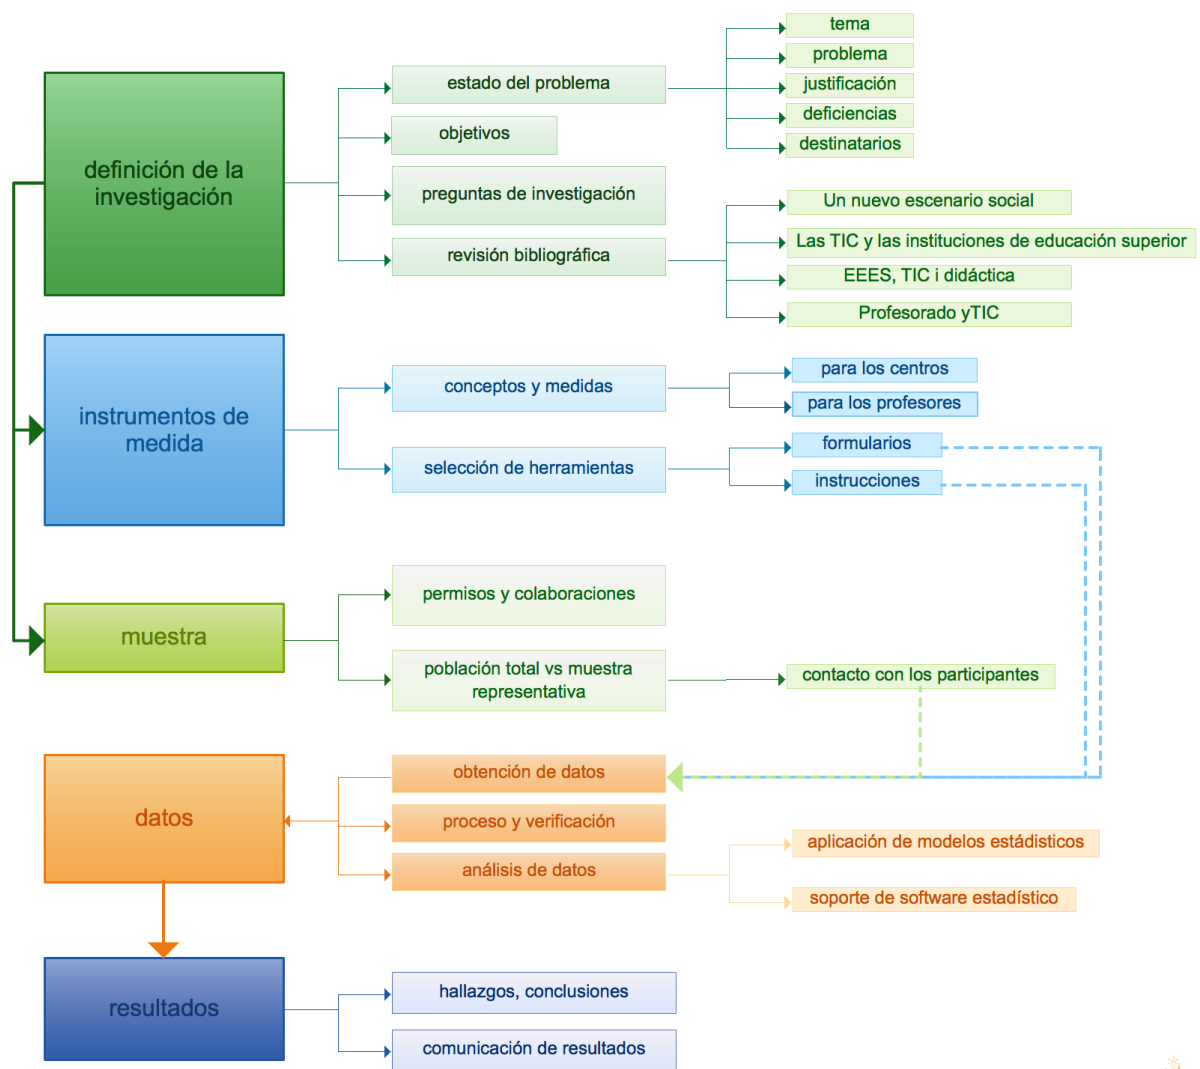 definición de la
investigación
estado del problema
tema
problema
justificación
deficiencias
destinatarios
objetivos
preguntas de investigación
revisión bibliográfica
Un nuevo escenario social
Las TIC y las instituciones de educación superior
EEES, TIC i didáctica
Profesorado yTIC
instrumentos de
medida
conceptos y medidas
para los centros
para los profesores
selección de herramientas
formularios
instrucciones
muestra
permisos y colaboraciones
población total vs muestra
representativa
contacto con los participantes
datos
obtención de datos
proceso y verificación
análisis de datos
aplicación de modelos estádisticos
soporte de software estadístico
resultados
hallazgos, conclusiones
comunicación de resultados